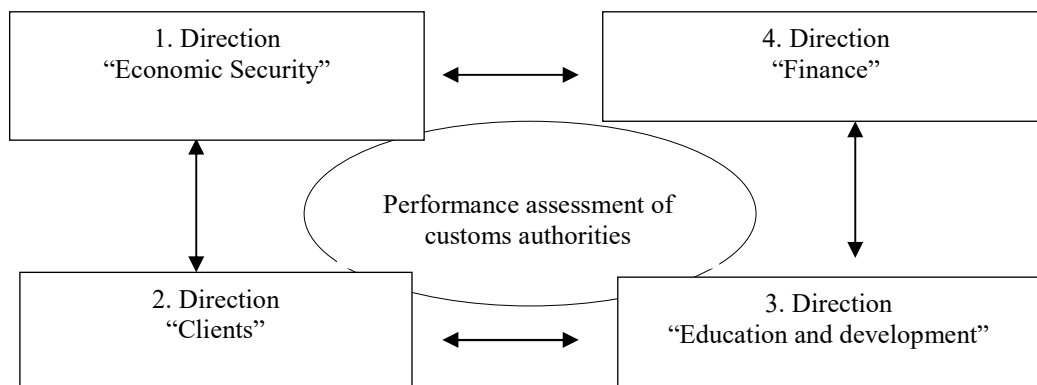 1. Direction
“Economic Security”
4. Direction
“Finance”
Performance assessment of
customs authorities
2. Direction
“Clients”
3. Direction
“Education and development”